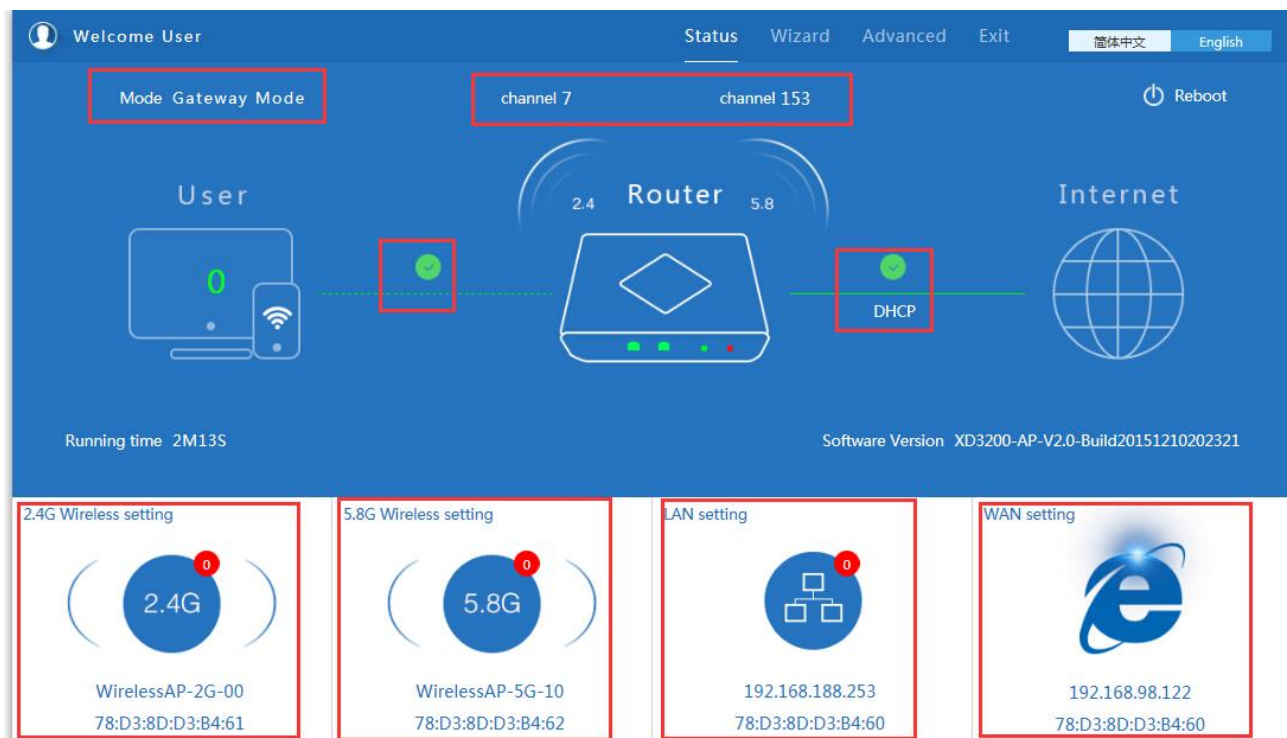 Welcome User
Status Wizard Advanced Exit 简体中文 English
Mode Gateway Mode
channel 7 channel 153
Reboot
User
2.4 Router 5.8
Internet
0
DHCP
Running time 2M13S
Software Version XD3200-AP-V2.0-Build20151210202321
2.4G Wireless setting
5.8G Wireless setting
LAN setting
WAN setting
0
2.4G
0
5.8G
0
WirelessAP-2G-00
78:D3:8D:D3:B4:61
WirelessAP-5G-10
78:D3:8D:D3:B4:62
192.168.188.253
78:D3:8D:D3:B4:60
192.168.98.122
78:D3:8D:D3:B4:60